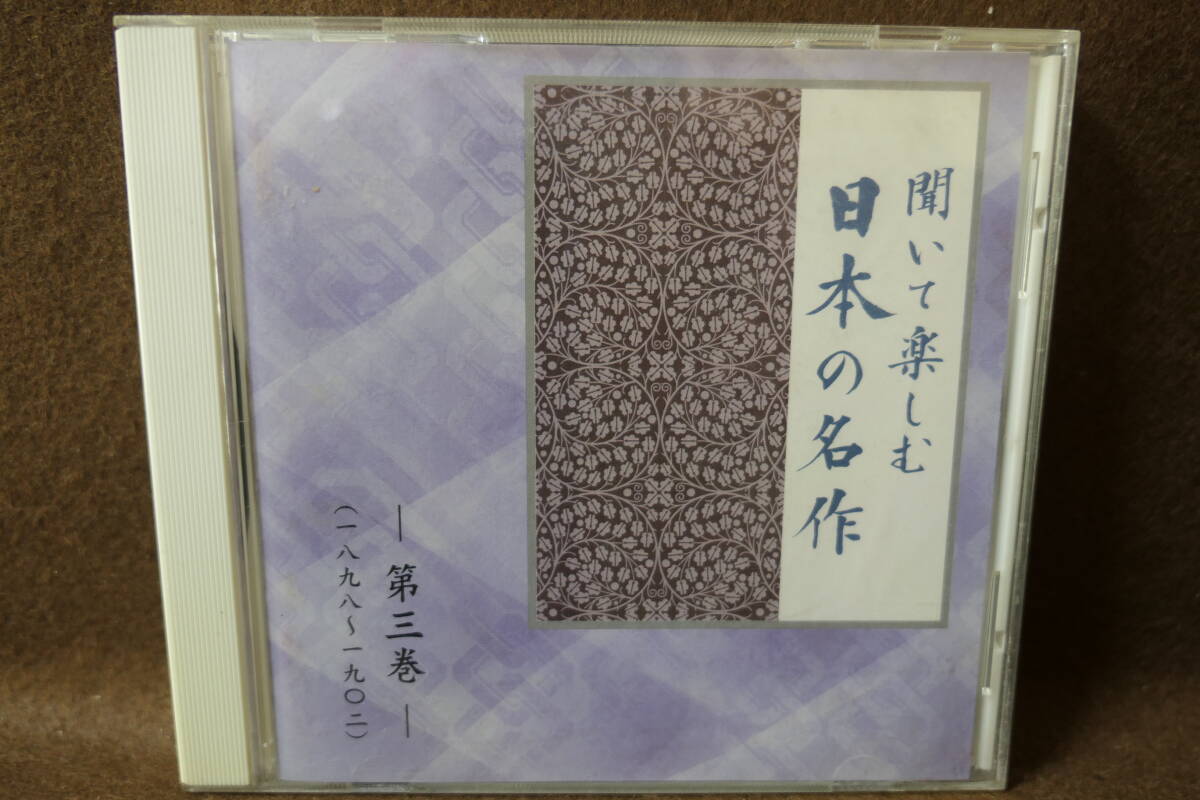 聞いて楽しむ
日本の名作
― 第三巻 ―
(一八九八～一九〇二)